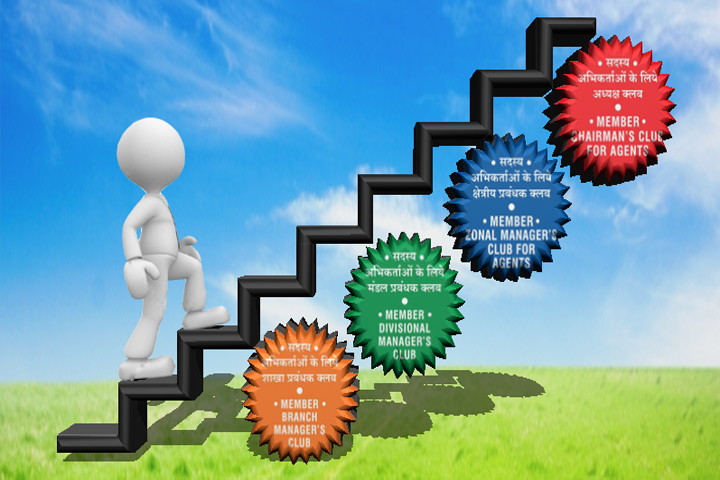 • सदस्य •
अभिकर्ताओं के लिये
अध्यक्ष क्लब
•
• MEMBER •
CHAIRMAN'S CLUB
FOR AGENTS
• सदस्य •
अभिकर्ताओं के लिये
क्षेत्रीय प्रबंधक क्लब
•
• MEMBER •
ZONAL MANAGER'S
CLUB FOR
AGENTS
• सदस्य •
अभिकर्ताओं के लिये
मंडल प्रबंधक क्लब
•
• MEMBER •
DIVISIONAL
MANAGER'S
CLUB
• सदस्य •
अभिकर्ताओं के लिये
शाखा प्रबंधक क्लब
•
• MEMBER •
BRANCH
MANAGER'S
CLUB